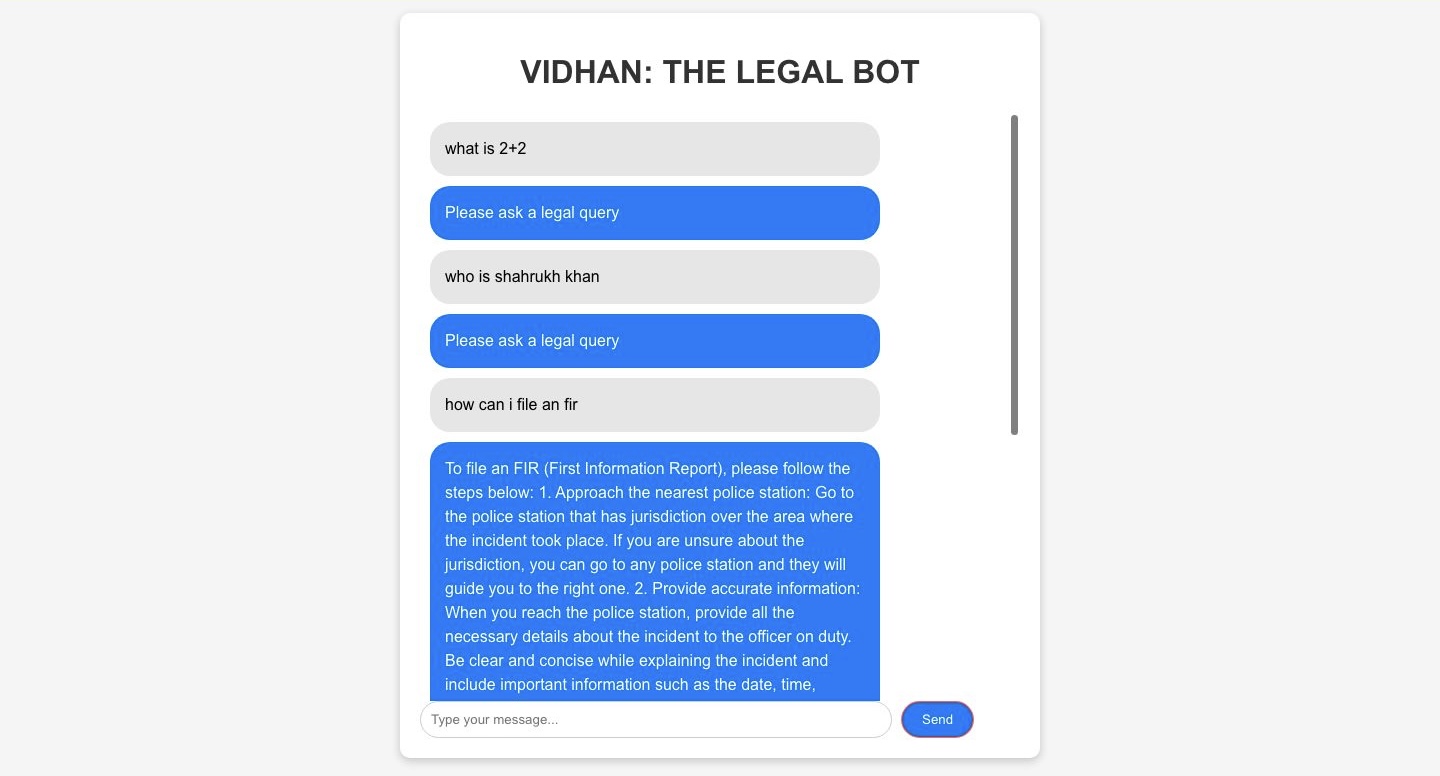 VIDHAN: THE LEGAL BOT
what is 2+2
Please ask a legal query
who is shahrukh khan
Please ask a legal query
how can i file an fir
To file an FIR (First Information Report), please follow the
steps below: 1. Approach the nearest police station: Go to
the police station that has jurisdiction over the area where
the incident took place. If you are unsure about the
jurisdiction, you can go to any police station and they will
guide you to the right one. 2. Provide accurate information:
When you reach the police station, provide all the
necessary details about the incident to the officer on duty.
Be clear and concise while explaining the incident and
include important information such as the date, time,
Type your message...
Send